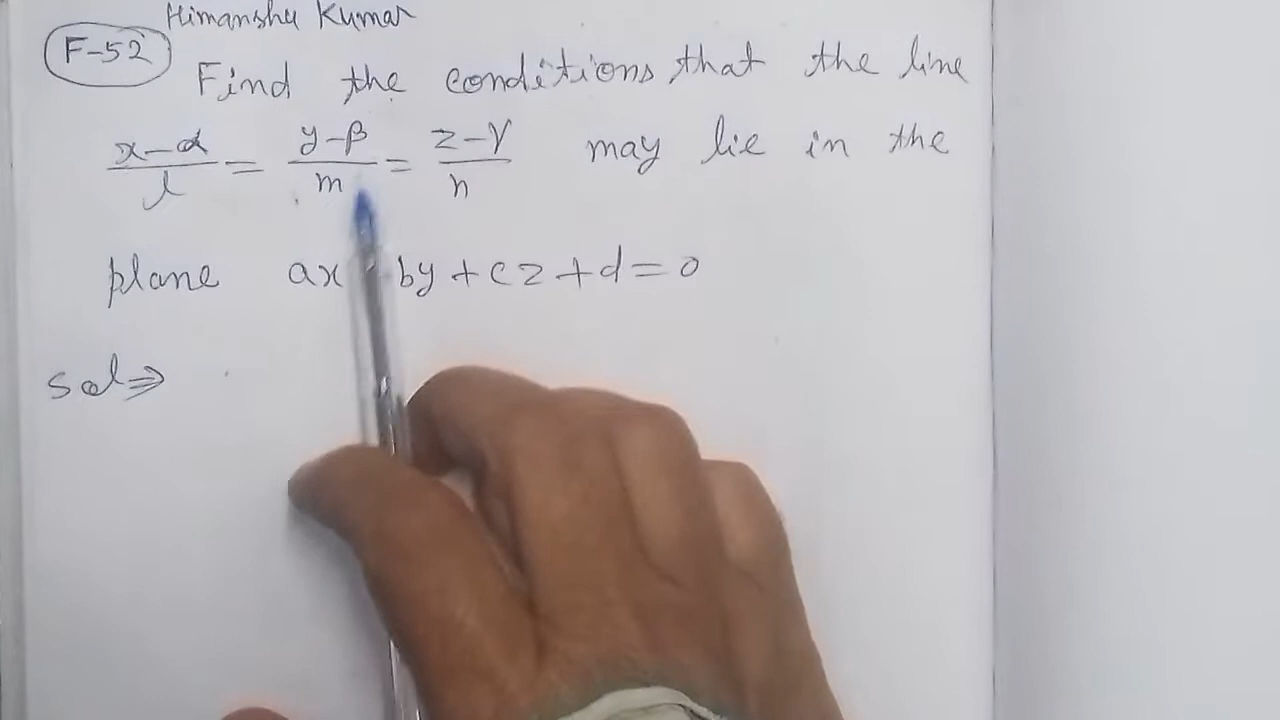 Himanshu Kumar
F-52
Find the conditions that the line
x-α/l = y-β/m = z-γ/n may lie in the
plane ax by+cz+d=0
Sol⇒